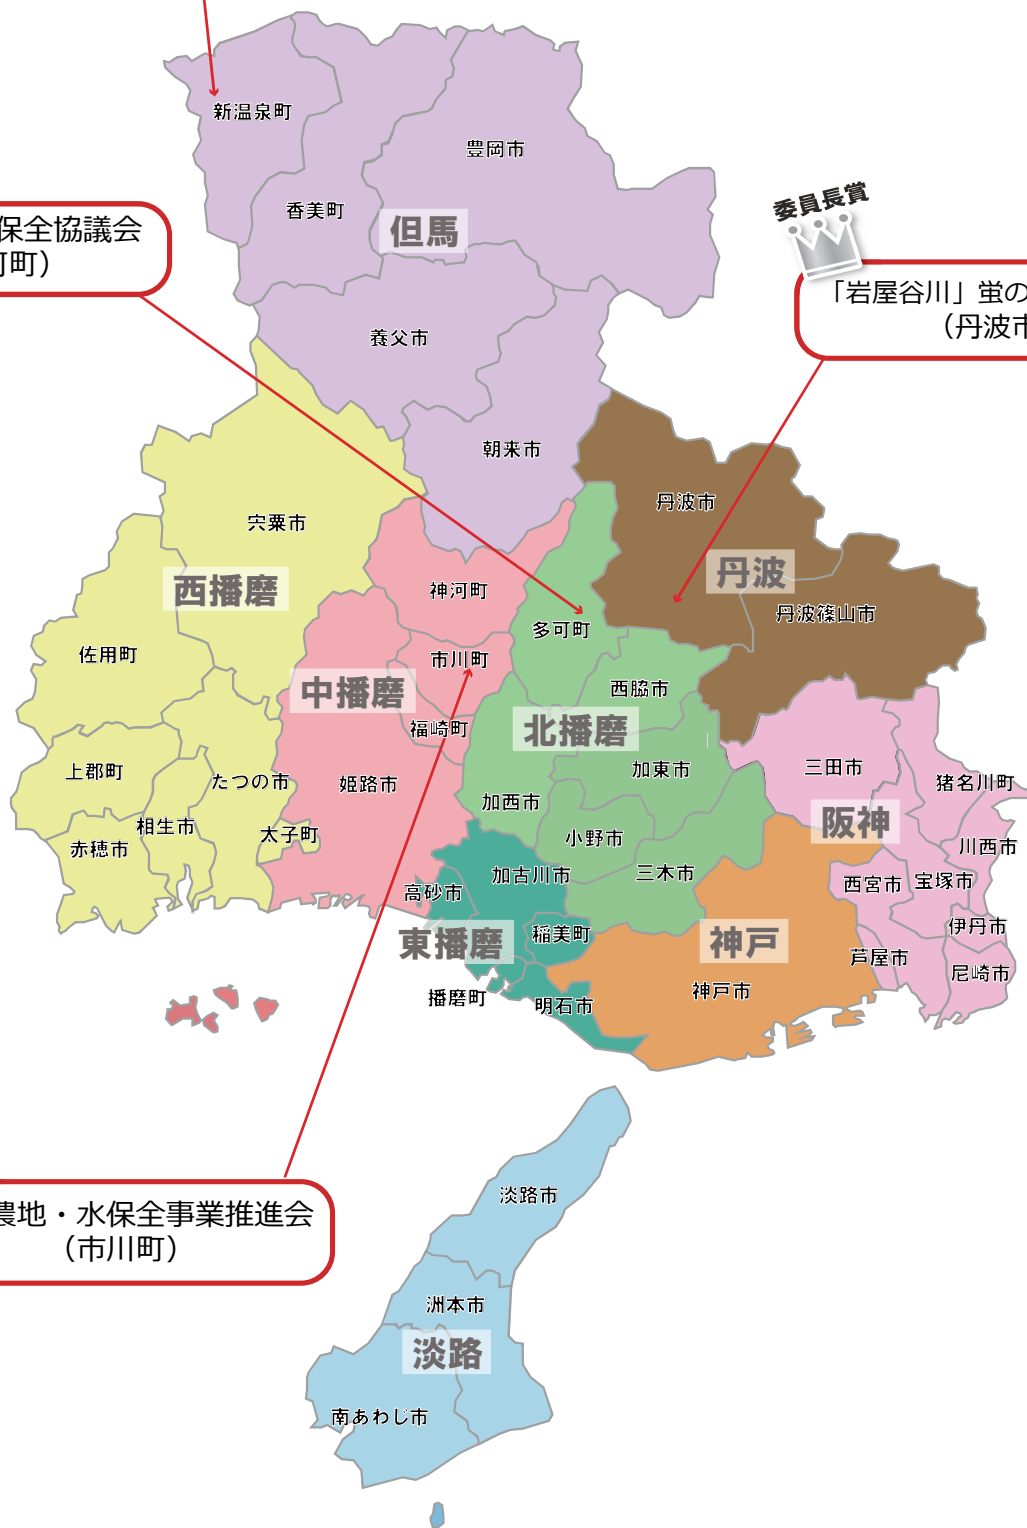 新温泉町
豊岡市
香美町
但馬
委員長賞
保全協議会
町町）
「岩屋谷川」蛍の
（丹波市
養父市
朝来市
丹波市
宍粟市
西播磨
神河町
丹波
丹波篠山市
多可町
佐用町
市川町
中播磨
西脇市
北播磨
福崎町
上郡町
たつの市
姫路市
加西市
加東市
三田市
猪名川町
阪神
相生市
太子町
小野市
赤穂市
川西市
加古川市
三木市
西宮市
宝塚市
高砂市
稲美町
伊丹市
東播磨
神戸
芦屋市
尼崎市
播磨町
明石市
神戸市
淡路市
農地・水保全事業推進会
（市川町）
洲本市
淡路
南あわじ市